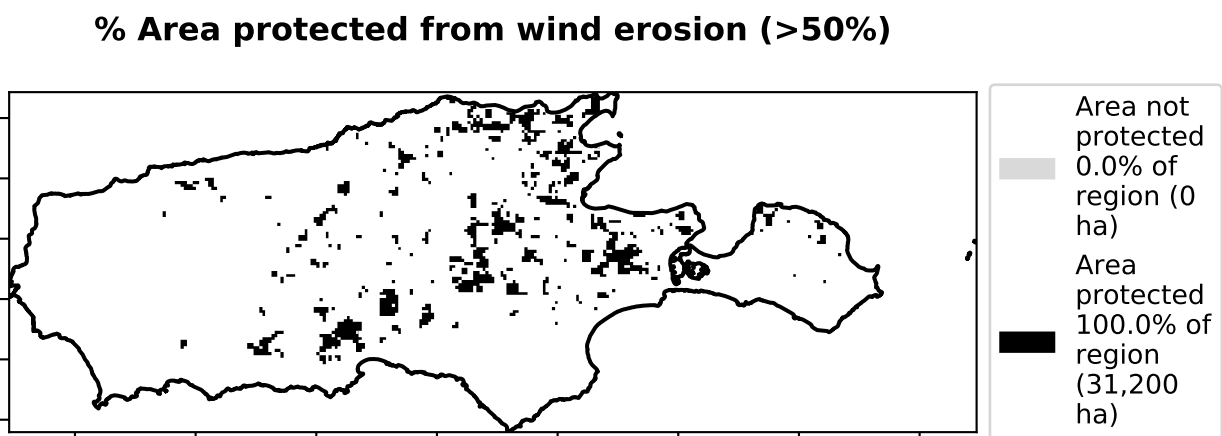 % Area protected from wind erosion (>50%)
Area not
protected
0.0% of
region (0
ha)
Area
protected
100.0% of
region
(31,200
ha)